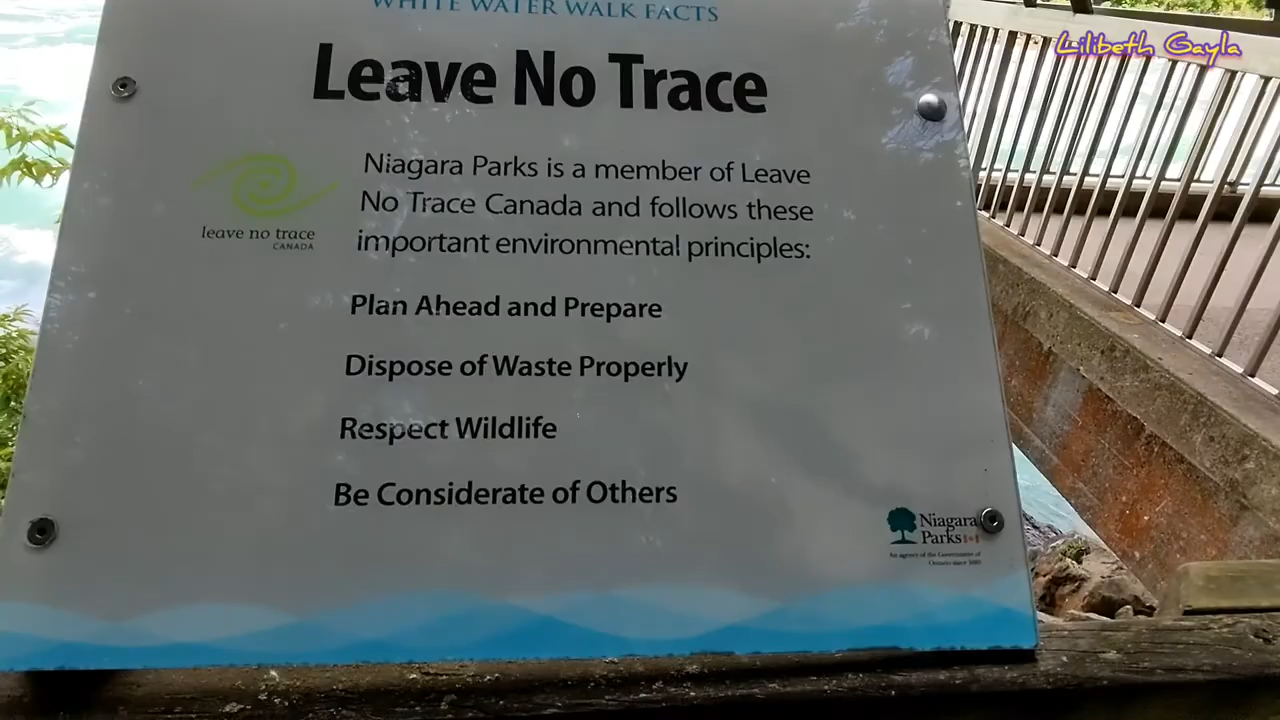 WHITE WATER WALK FACTS
Lilibeth Gayla
Leave No Trace
leave no trace
CANADA
Niagara Parks is a member of Leave
No Trace Canada and follows these
important environmental principles:
Plan Ahead and Prepare
Dispose of Waste Properly
Respect Wildlife
Be Considerate of Others
Niagara
Parks
An agency of the Government of
Ontario since 1885